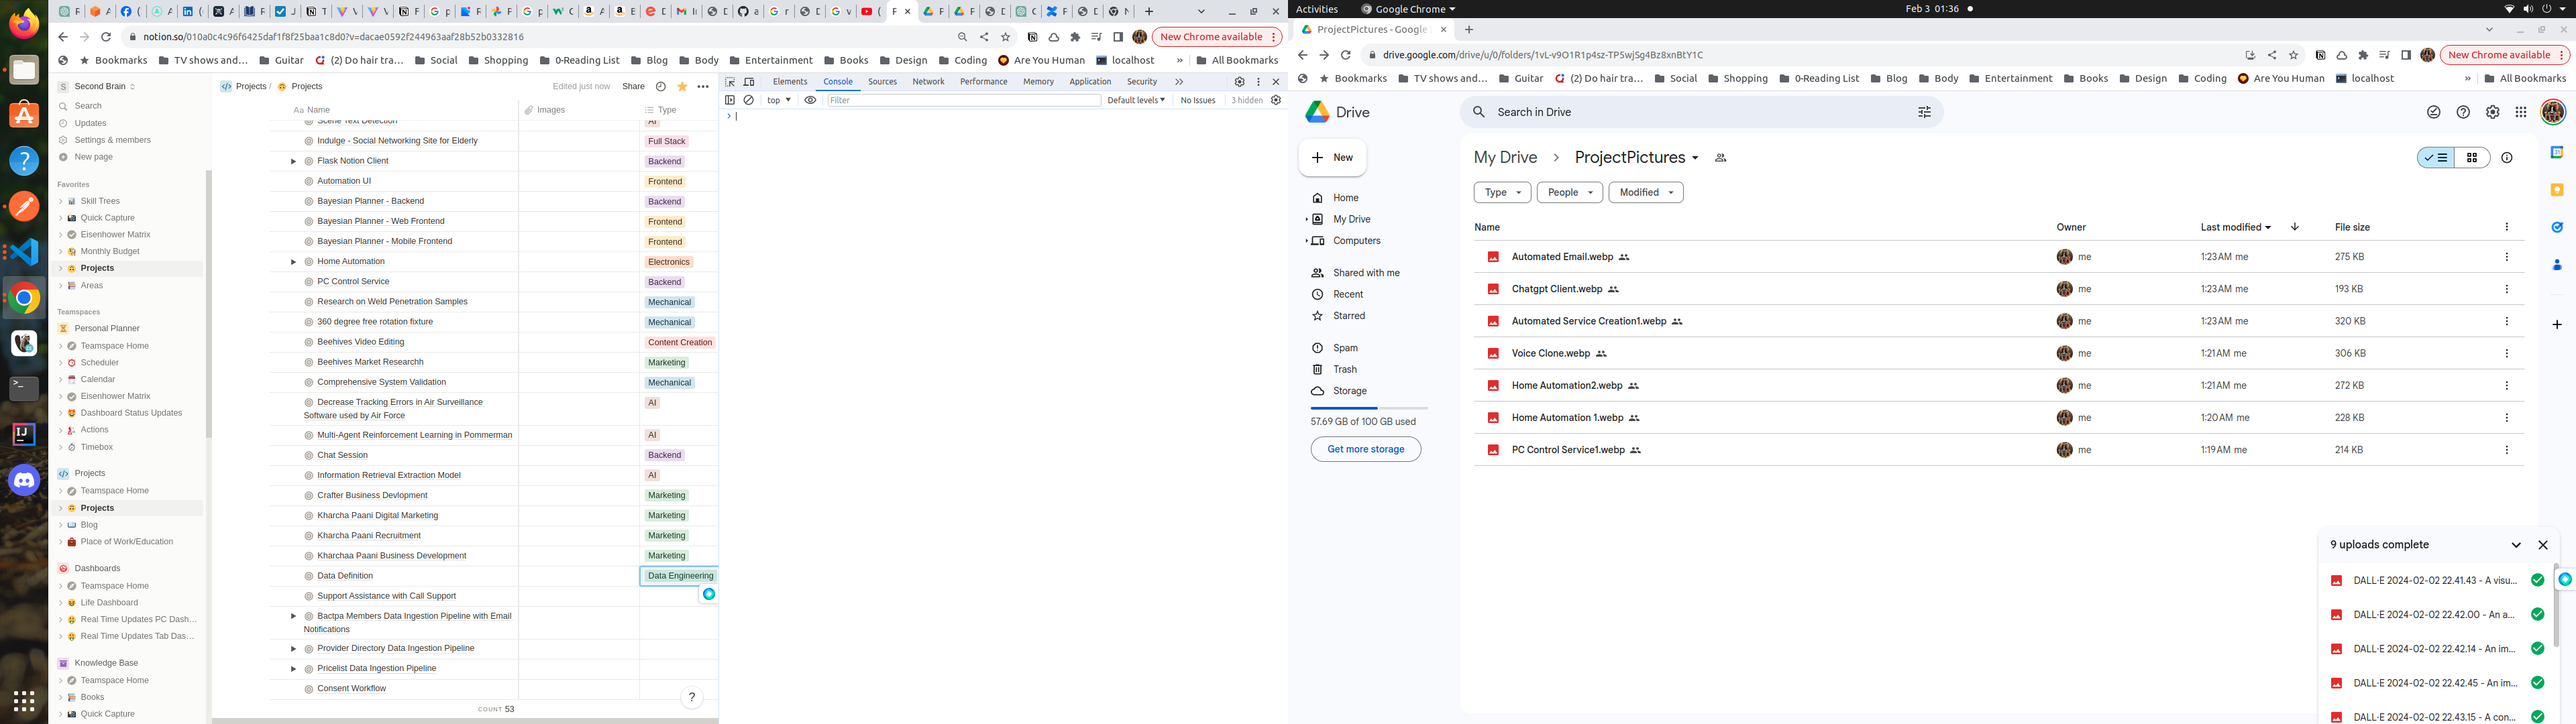 Activities
Google Chrome
Feb 3 01:36
notion.so/010a0c4c96f6425daf1f8f25baa1c8d0?v=dacae0592f244963aaf28b52b0332816
New Chrome available
Bookmarks
TV shows and…
Guitar
(2) Do hair tra…
Social
Shopping
0-Reading List
Blog
Body
Entertainment
Books
Design
Coding
Are You Human
localhost
»
All Bookmarks
S Second Brain
Search
Updates
Settings & members
New page
Favorites
Skill Trees
Quick Capture
Eisenhower Matrix
Monthly Budget
Projects
Areas
Teamspaces
Personal Planner
Teamspace Home
Scheduler
Calendar
Eisenhower Matrix
Dashboard Status Updates
Actions
Timebox
Projects
Teamspace Home
Projects
Blog
Place of Work/Education
Dashboards
Teamspace Home
Life Dashboard
Real Time Updates PC Dash…
Real Time Updates Tab Das…
Knowledge Base
Teamspace Home
Books
Quick Capture
Projects / Projects
Edited just now
Share
Aa Name
Images
Type
Scene Text Detection AI
Indulge - Social Networking Site for Elderly Full Stack
Flask Notion Client Backend
Automation UI Frontend
Bayesian Planner - Backend Backend
Bayesian Planner - Web Frontend Frontend
Bayesian Planner - Mobile Frontend Frontend
Home Automation Electronics
PC Control Service Backend
Research on Weld Penetration Samples Mechanical
360 degree free rotation fixture Mechanical
Beehives Video Editing Content Creation
Beehives Market Researchh Marketing
Comprehensive System Validation Mechanical
Decrease Tracking Errors in Air Surveillance AI
Software used by Air Force
Multi-Agent Reinforcement Learning in Pommerman AI
Chat Session Backend
Information Retrieval Extraction Model AI
Crafter Business Devlopment Marketing
Kharcha Paani Digital Marketing Marketing
Kharcha Paani Recruitment Marketing
Kharchaa Paani Business Development Marketing
Data Definition Data Engineering
Support Assistance with Call Support
Bactpa Members Data Ingestion Pipeline with Email
Notifications
Provider Directory Data Ingestion Pipeline
Pricelist Data Ingestion Pipeline
Consent Workflow
COUNT 53
?
Elements
Console
Sources
Network
Performance
Memory
Application
Security
top
Filter
Default levels
No Issues
3 hidden
ProjectPictures - Google
drive.google.com/drive/u/0/folders/1vL-v9O1R1p4sz-TPSwjSg4Bz8xnBtY1C
New Chrome available
Bookmarks
TV shows and…
Guitar
(2) Do hair tra…
Social
Shopping
0-Reading List
Blog
Body
Entertainment
Books
Design
Coding
Are You Human
localhost
»
All Bookmarks
Drive
Search in Drive
New
Home
My Drive
Computers
Shared with me
Recent
Starred
Spam
Trash
Storage
57.69 GB of 100 GB used
Get more storage
My Drive
ProjectPictures
Type
People
Modified
Name Owner Last modified File size
Automated Email.webp me 1:23 AM me 275 KB
Chatgpt Client.webp me 1:23 AM me 193 KB
Automated Service Creation1.webp me 1:23 AM me 320 KB
Voice Clone.webp me 1:21 AM me 306 KB
Home Automation2.webp me 1:21 AM me 272 KB
Home Automation 1.webp me 1:20 AM me 228 KB
PC Control Service1.webp me 1:19 AM me 214 KB
9 uploads complete
DALL·E 2024-02-02 22.41.43 - A visu…
DALL·E 2024-02-02 22.42.00 - An a…
DALL·E 2024-02-02 22.42.14 - An im…
DALL·E 2024-02-02 22.42.45 - An im…
DALL·E 2024-02-02 22.43.15 - A con…